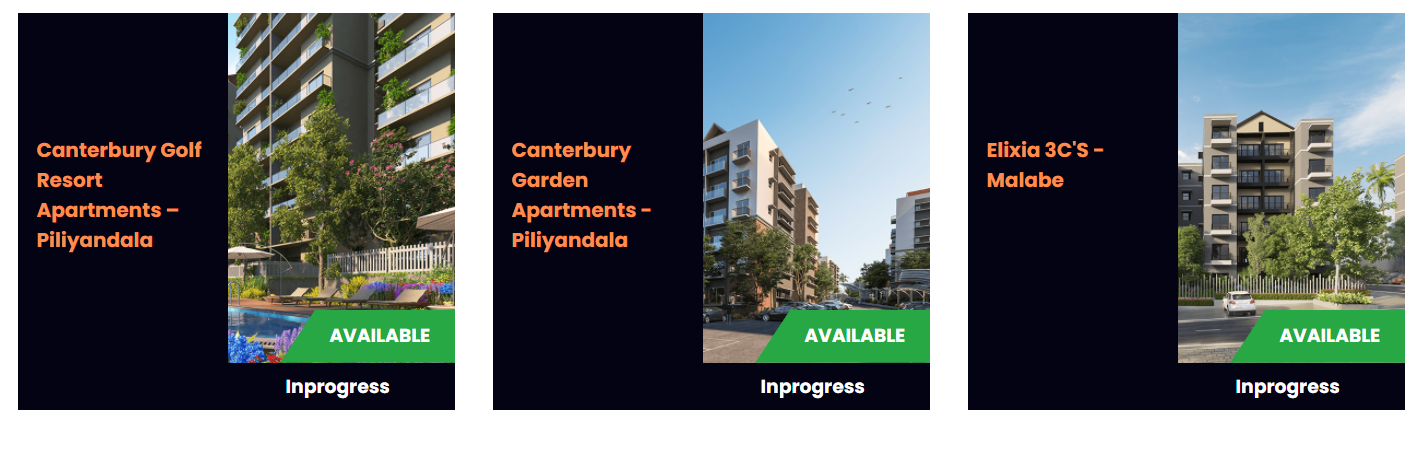 Canterbury Golf
Resort
Apartments –
Piliyandala
AVAILABLE
Inprogress
Canterbury
Garden
Apartments -
Piliyandala
AVAILABLE
Inprogress
Elixia 3C'S -
Malabe
AVAILABLE
Inprogress